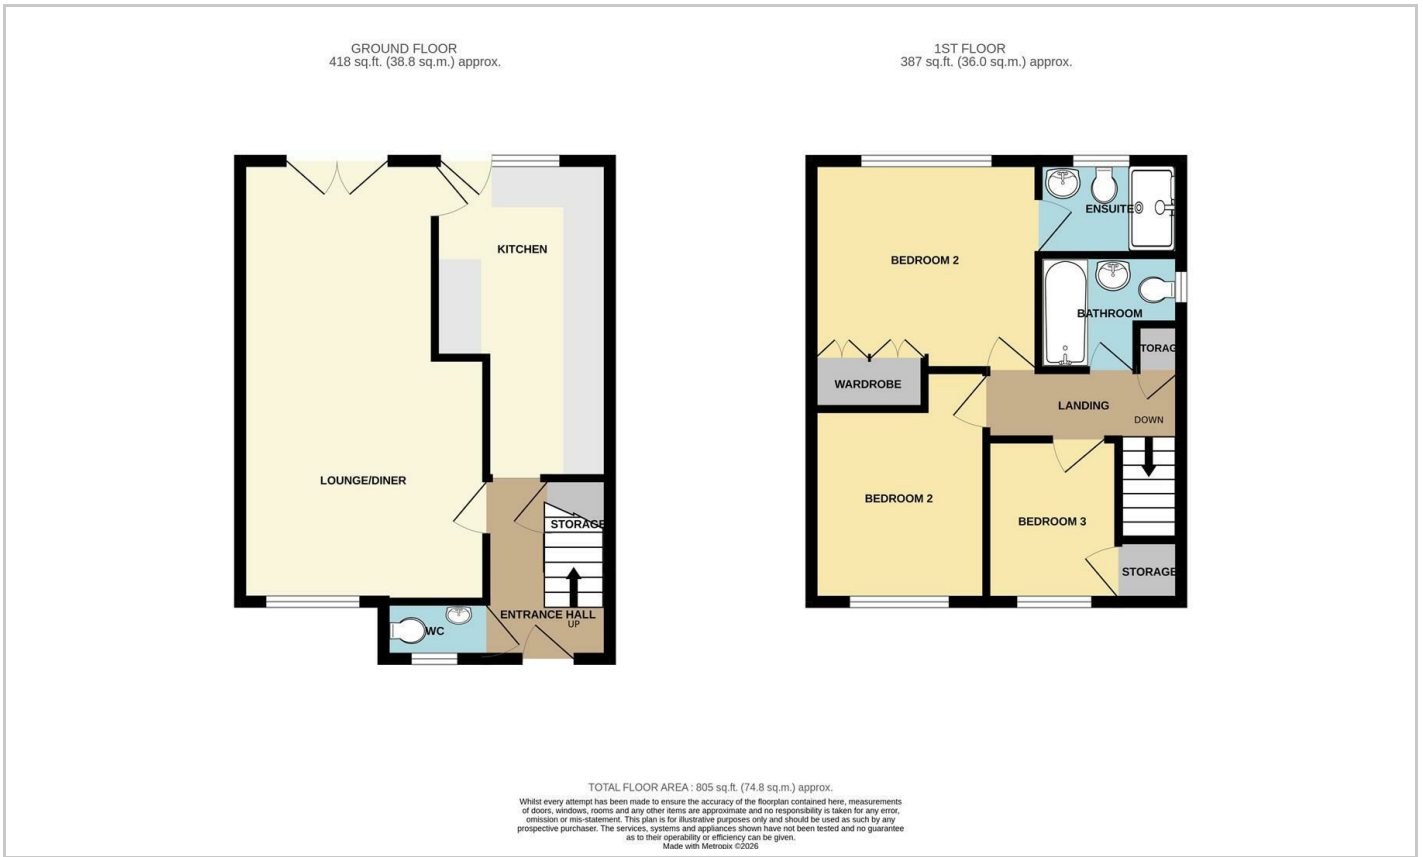 GROUND FLOOR
418 sq.ft. (38.8 sq.m.) approx.
1ST FLOOR
387 sq.ft. (36.0 sq.m.) approx.
KITCHEN
LOUNGE/DINER
STORAGE
ENTRANCE HALL
UP
WC
ENSUITE
BEDROOM 2
BATHROOM
TORAG
WARDROBE
LANDING
DOWN
BEDROOM 2
BEDROOM 3
STORAGE
TOTAL FLOOR AREA : 805 sq.ft. (74.8 sq.m.) approx.
Whilst every attempt has been made to ensure the accuracy of the floorplan contained here, measurements
of doors, windows, rooms and any other items are approximate and no responsibility is taken for any error,
omission or mis-statement. This plan is for illustrative purposes only and should be used as such by any
prospective purchaser. The services, systems and appliances shown have not been tested and no guarantee
as to their operability or efficiency can be given.
Made with Metropix ©2026